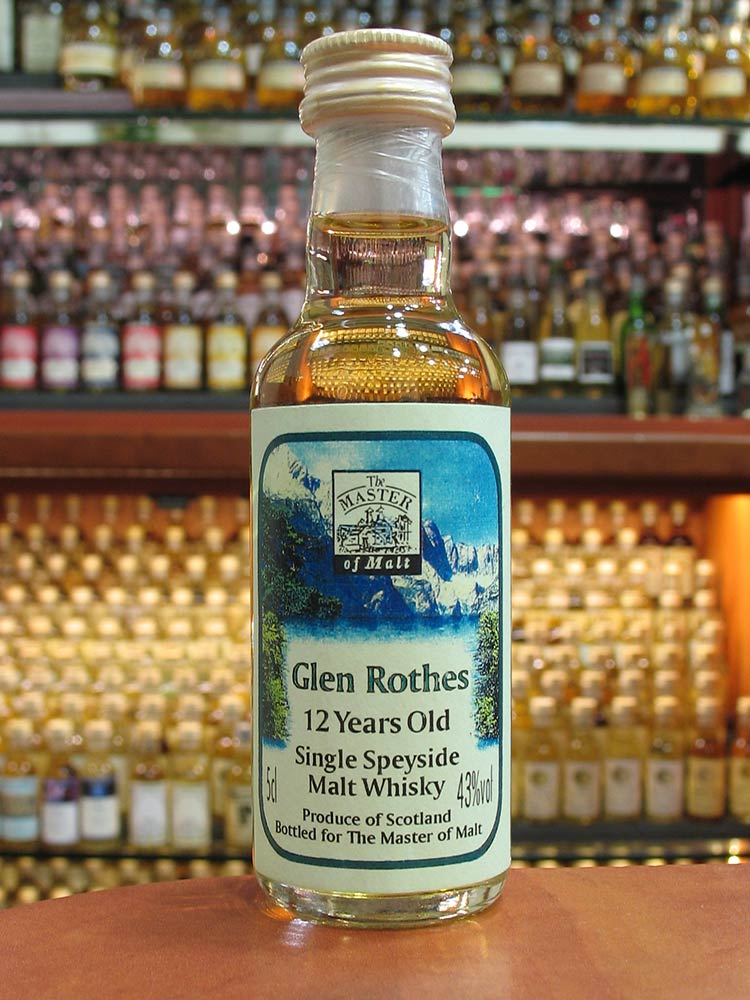 The
MASTER
of Malt
Glen Rothes
12 Years Old
Single Speyside
Malt Whisky
5cl
43%vol
Produce of Scotland
Bottled for The Master of Malt